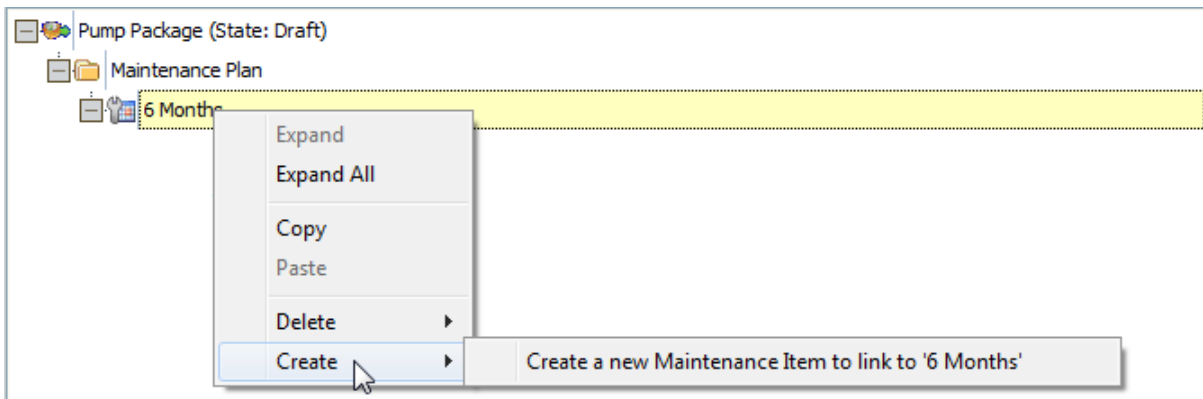 Pump Package (State: Draft)
Maintenance Plan
6 Months
Expand
Expand All
Copy
Paste
Delete
Create
Create a new Maintenance Item to link to '6 Months'